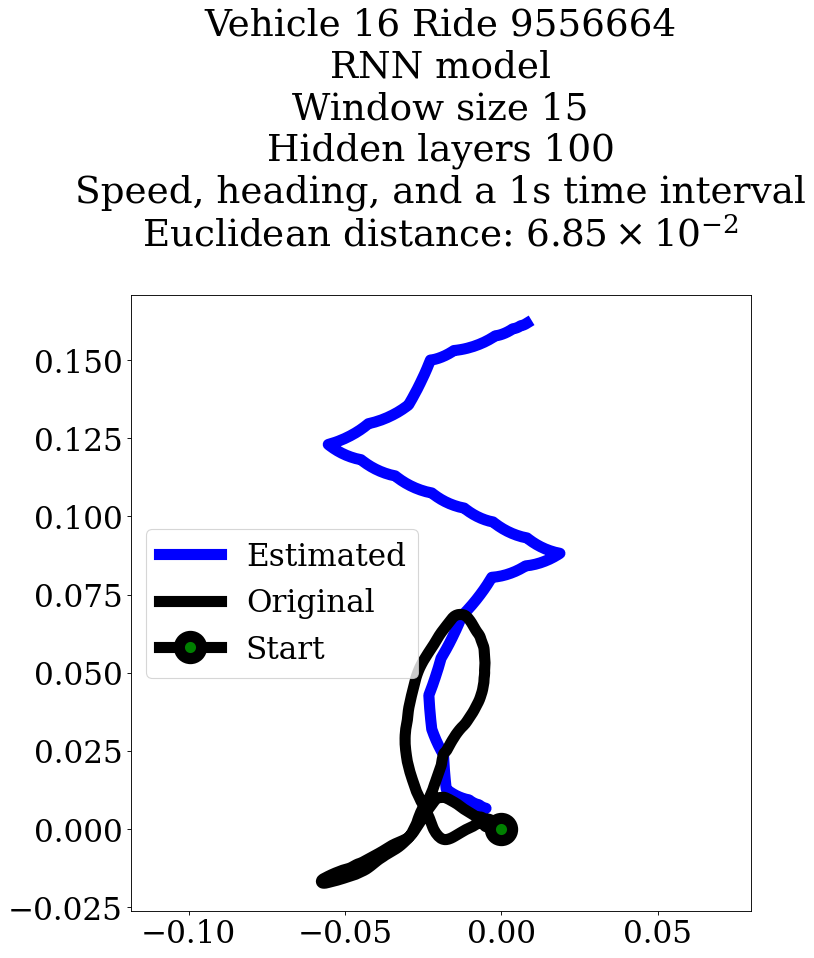 Vehicle 16 Ride 9556664
RNN model
Window size 15
Hidden layers 100
Speed, heading, and a 1s time interval
Euclidean distance: 6.85 × 10⁻²
0.150
0.125
0.100
0.075
0.050
0.025
0.000
−0.025
Estimated
Original
Start
−0.10
−0.05
0.00
0.05